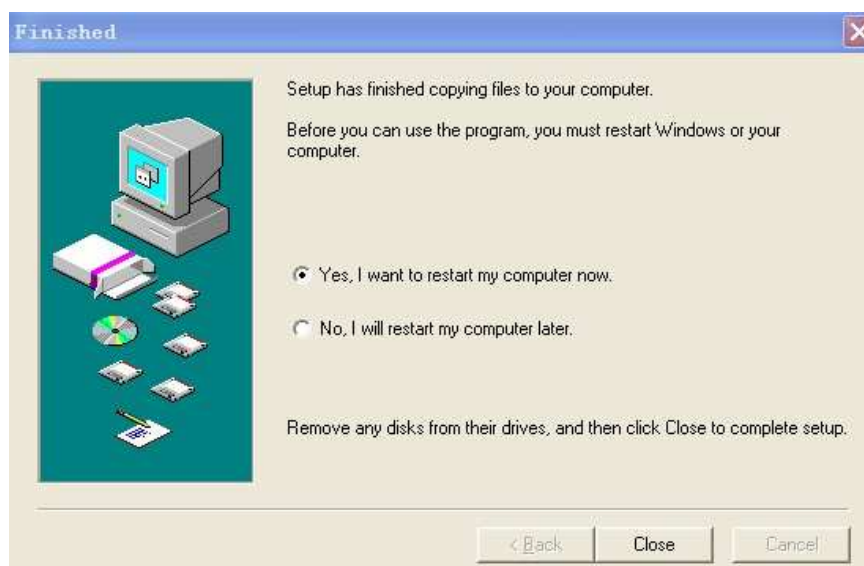 Finished
Setup has finished copying files to your computer.
Before you can use the program, you must restart Windows or your
computer.
Yes, I want to restart my computer now.
No, I will restart my computer later.
Remove any disks from their drives, and then click Close to complete setup.
< Back
Close
Cancel